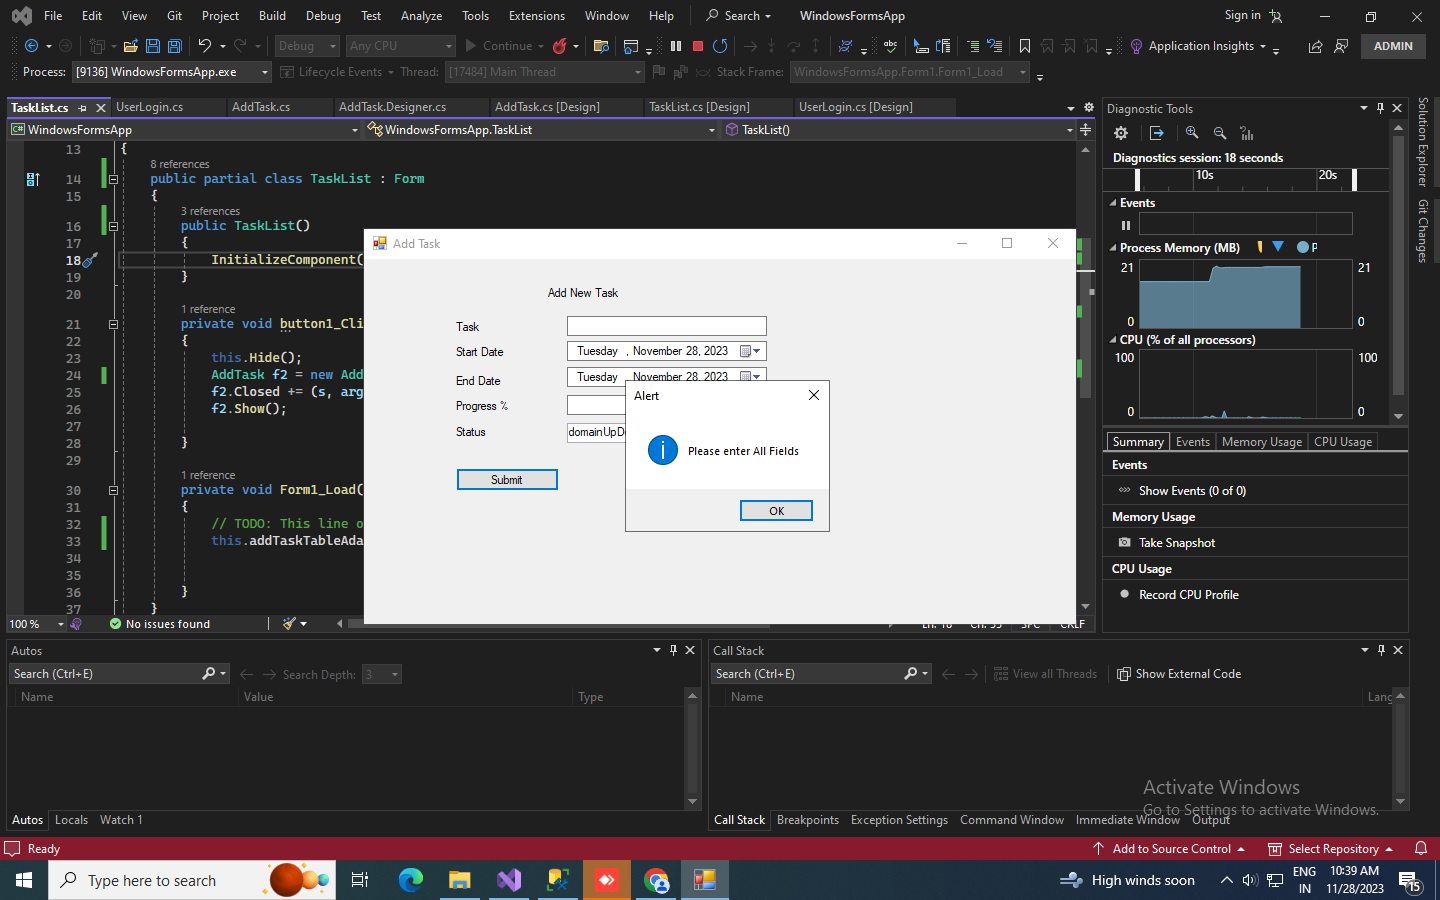 File Edit View Git Project Build Debug Test Analyze Tools Extensions Window Help Search WindowsFormsApp Sign in
Debug Any CPU Continue Application Insights ADMIN
Process: [9136] WindowsFormsApp.exe Lifecycle Events Thread: [17484] Main Thread Stack Frame: WindowsFormsApp.Form1.Form1_Load
TaskList.cs UserLogin.cs AddTask.cs AddTask.Designer.cs AddTask.cs [Design] TaskList.cs [Design] UserLogin.cs [Design]
WindowsFormsApp WindowsFormsApp.TaskList TaskList()
13 {
8 references
14 public partial class TaskList : Form
15 {
3 references
16 public TaskList()
17 {
18 InitializeComponent(
19 }
20
1 reference
21 private void button1_Cli
22 {
23 this.Hide();
24 AddTask f2 = new Add
25 f2.Closed += (s, arg
26 f2.Show();
27
28 }
29
1 reference
30 private void Form1_Load(
31 {
32 // TODO: This line o
33 this.addTaskTableAda
34
35
36 }
37 }
100 % No issues found Ln: 18 Ch: 35 SPC CRLF
Add Task
Add New Task
Task
Start Date Tuesday , November 28, 2023
End Date Tuesday , November 28, 2023
Progress %
Status domainUpD
Submit
Alert
Please enter All Fields
OK
Diagnostic Tools
Diagnostics session: 18 seconds
10s 20s
Events
Process Memory (MB) P
21 21
0 0
CPU (% of all processors)
100 100
0 0
Summary Events Memory Usage CPU Usage
Events
Show Events (0 of 0)
Memory Usage
Take Snapshot
CPU Usage
Record CPU Profile
Solution Explorer
Git Changes
Autos
Search (Ctrl+E) Search Depth: 3
Name Value Type
Autos Locals Watch 1
Call Stack
Search (Ctrl+E) View all Threads Show External Code
Name Lang
Activate Windows
Go to Settings to activate Windows.
Call Stack Breakpoints Exception Settings Command Window Immediate Window Output
Ready Add to Source Control Select Repository
Type here to search High winds soon ENG IN 10:39 AM 11/28/2023 15